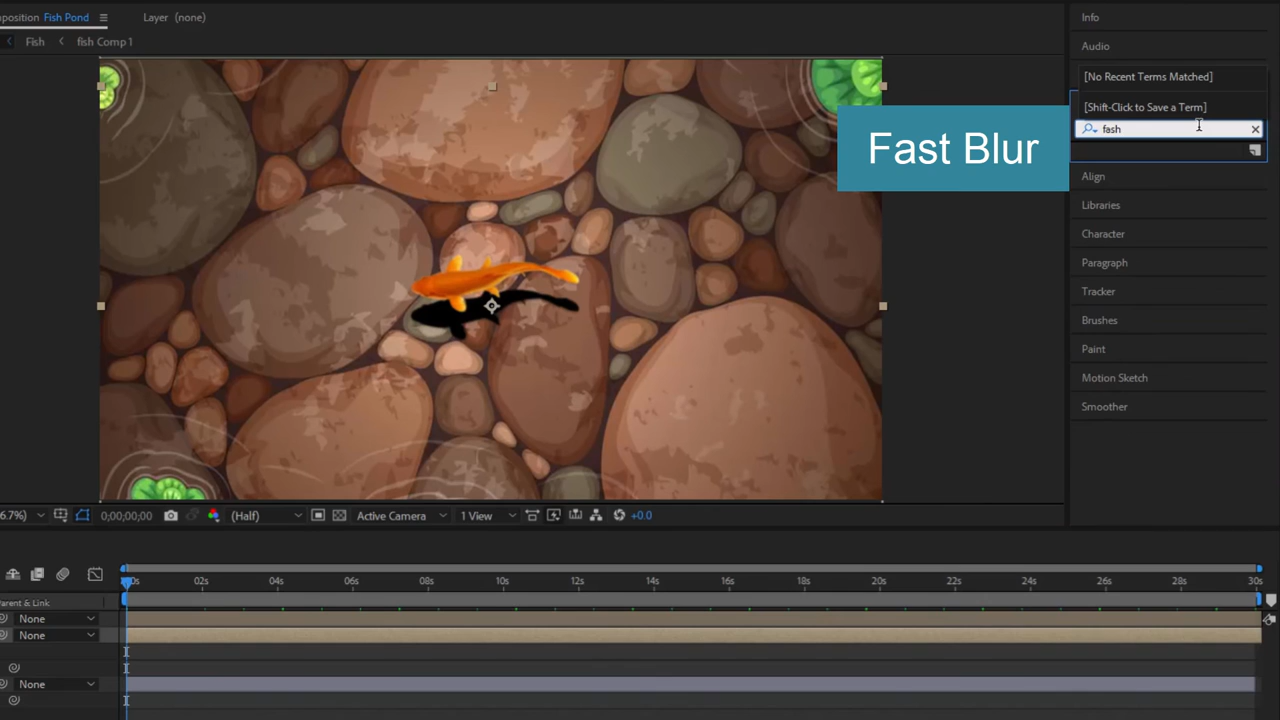 position Fish Pond
Layer (none)
Fish
fish Comp 1
Info
Audio
[No Recent Terms Matched]
[Shift-Click to Save a Term]
fash
Fast Blur
Align
Libraries
Character
Paragraph
Tracker
Brushes
Paint
Motion Sketch
Smoother
6.7%)
0;00;00;00
(Half)
Active Camera
1 View
+0.0
0s 02s 04s 06s 08s 10s 12s 14s 16s 18s 20s 22s 24s 26s 28s 30s
Parent & Link
None
None
None